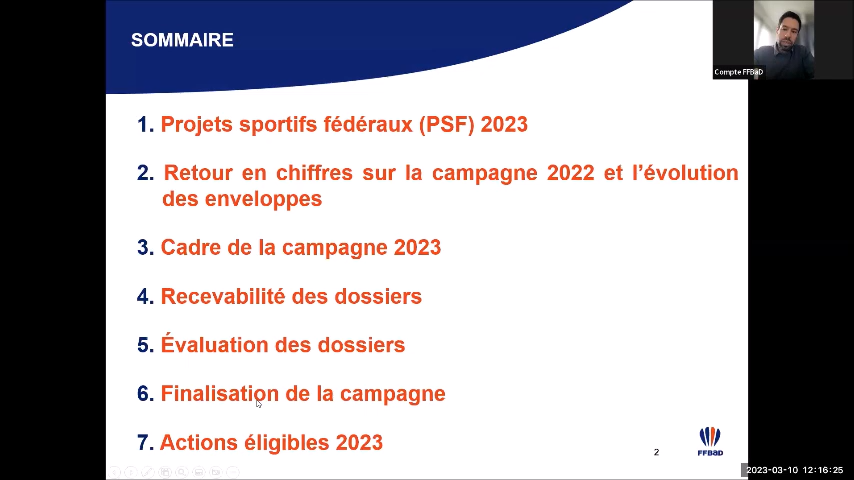 SOMMAIRE
Compte FFBaD
1. Projets sportifs fédéraux (PSF) 2023
2. Retour en chiffres sur la campagne 2022 et l'évolution
des enveloppes
3. Cadre de la campagne 2023
4. Recevabilité des dossiers
5. Évaluation des dossiers
6. Finalisation de la campagne
7. Actions éligibles 2023
2
FFBaD
2023-03-10 12:16:25